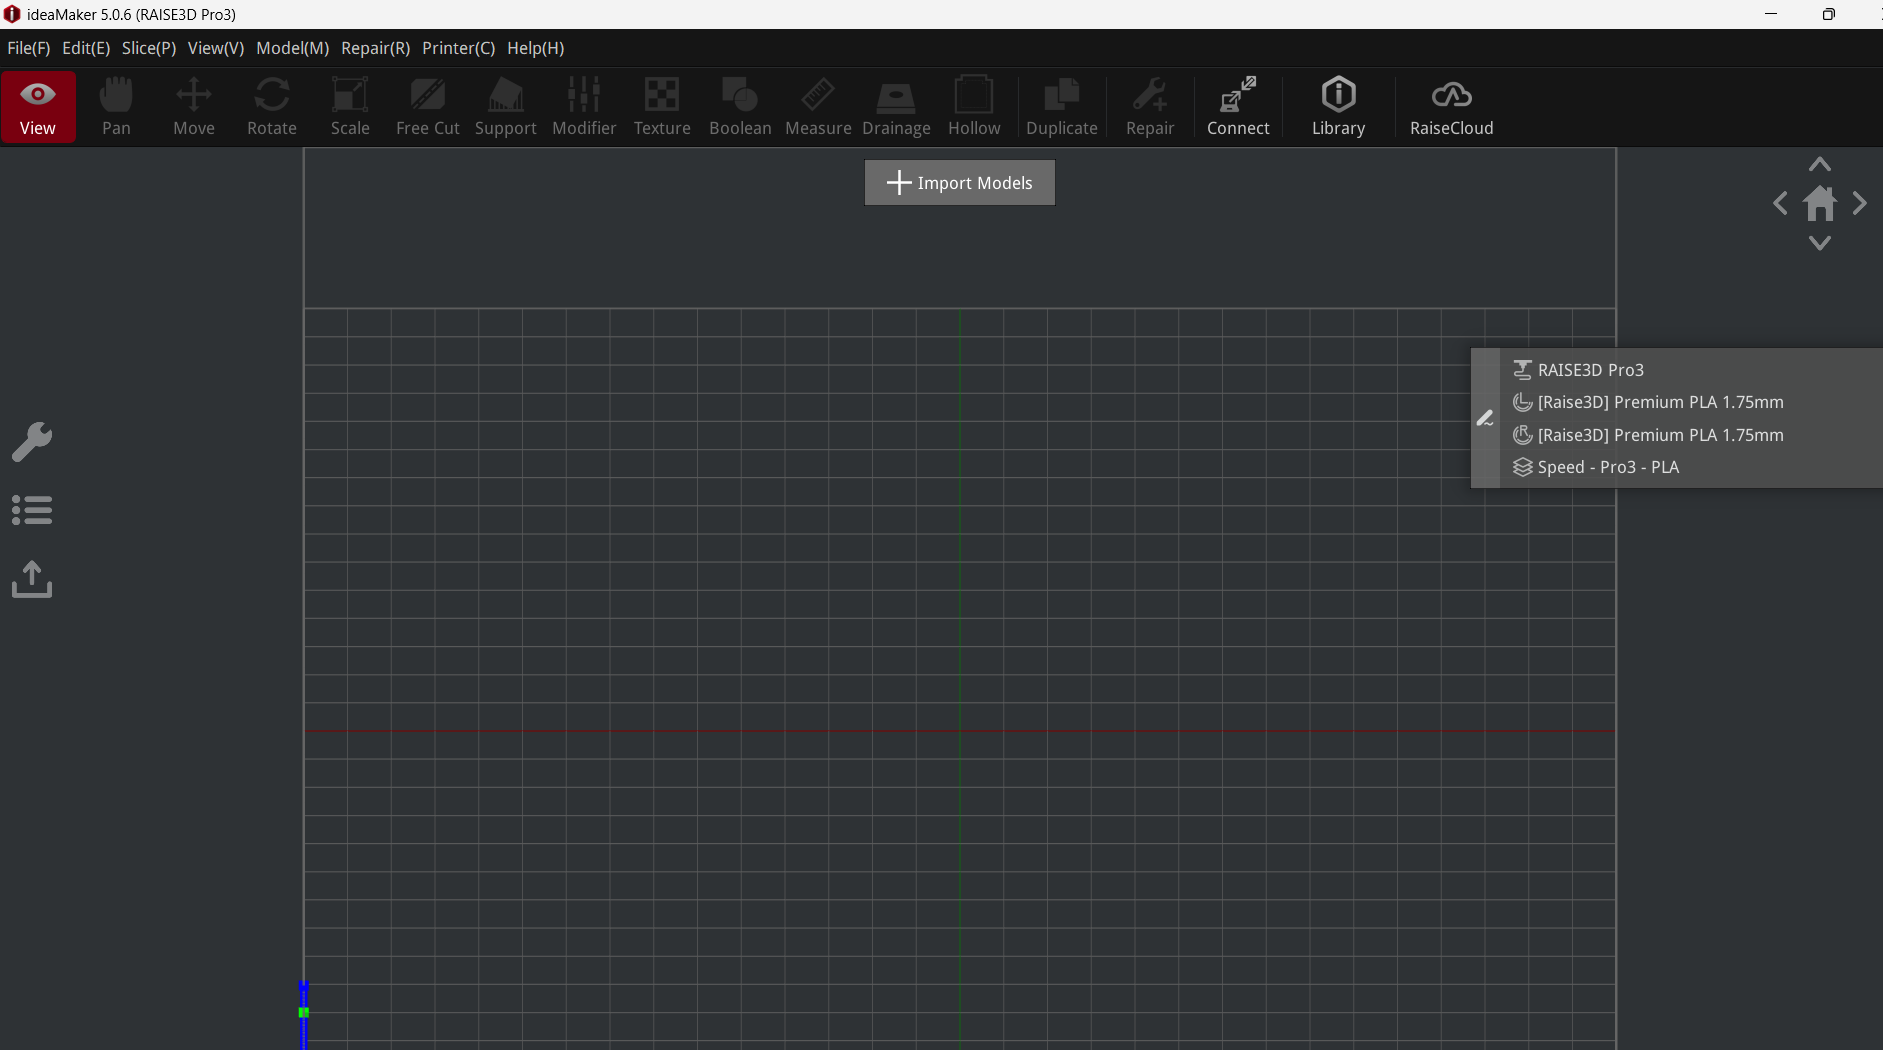 ideaMaker 5.0.6 (RAISE3D Pro3)
File(F) Edit(E) Slice(P) View(V) Model(M) Repair(R) Printer(C) Help(H)
View Pan Move Rotate Scale Free Cut Support Modifier Texture Boolean Measure Drainage Hollow Duplicate Repair Connect Library RaiseCloud
Import Models
RAISE3D Pro3
[Raise3D] Premium PLA 1.75mm
[Raise3D] Premium PLA 1.75mm
Speed - Pro3 - PLA